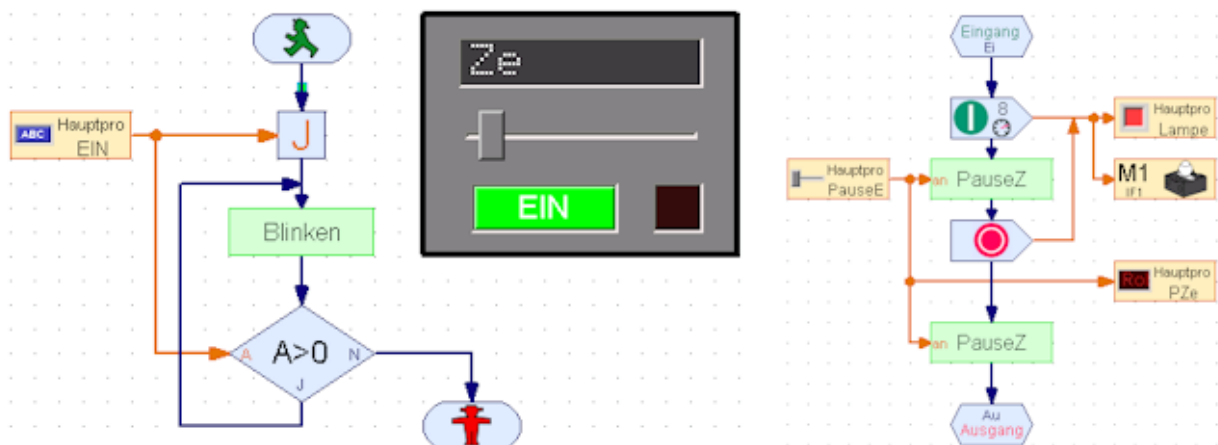 ABC
Hauptpro
EIN
J
Blinken
A
A>0
N
J
Ze
EIN
Eingang
Ei
8
Hauptpro
Lampe
Hauptpro
PauseE
an PauseZ
M1
IF1
Hauptpro
PZe
an PauseZ
Au
Ausgang